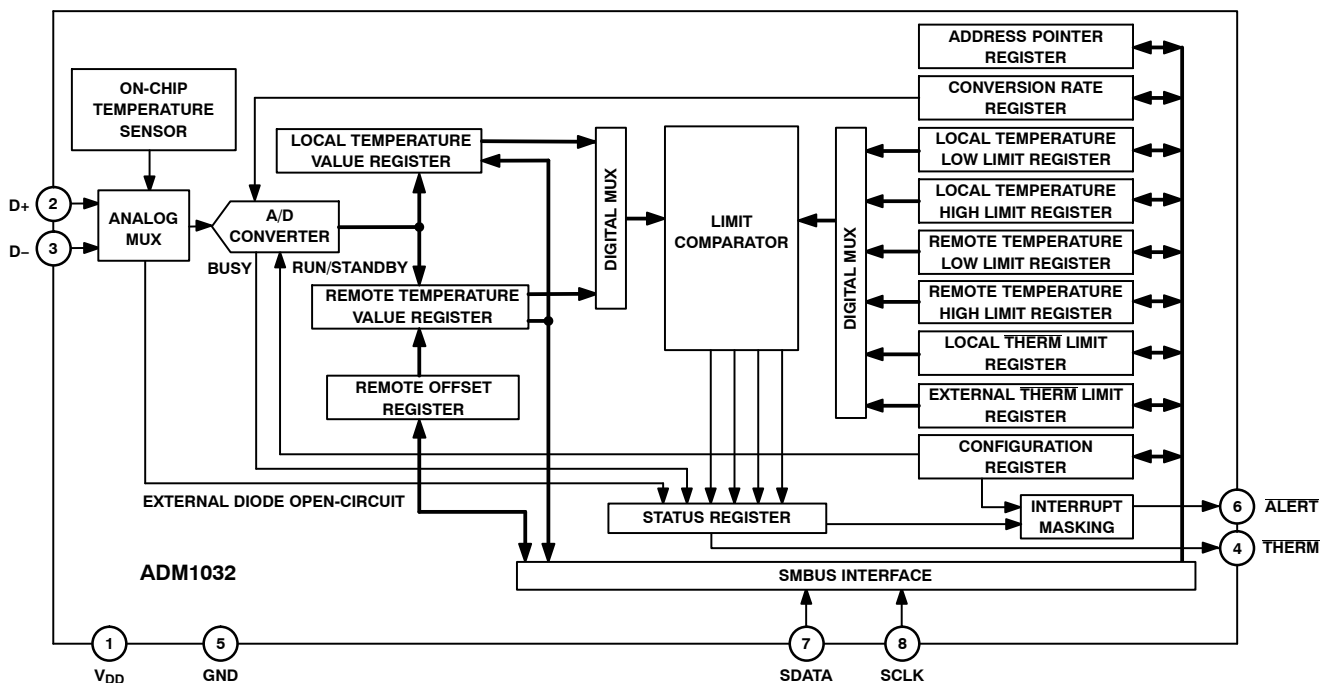 ADDRESS POINTER
REGISTER
ON-CHIP
TEMPERATURE
SENSOR
CONVERSION RATE
REGISTER
LOCAL TEMPERATURE
VALUE REGISTER
LOCAL TEMPERATURE
LOW LIMIT REGISTER
D+
2
D–
3
ANALOG
MUX
A/D
CONVERTER
BUSY
RUN/STANDBY
DIGITAL MUX
LIMIT
COMPARATOR
DIGITAL MUX
LOCAL TEMPERATURE
HIGH LIMIT REGISTER
REMOTE TEMPERATURE
LOW LIMIT REGISTER
REMOTE TEMPERATURE
VALUE REGISTER
REMOTE TEMPERATURE
HIGH LIMIT REGISTER
LOCAL THERM LIMIT
REGISTER
REMOTE OFFSET
REGISTER
EXTERNAL THERM LIMIT
REGISTER
CONFIGURATION
REGISTER
EXTERNAL DIODE OPEN-CIRCUIT
STATUS REGISTER
INTERRUPT
MASKING
6
ALERT
4
THERM
ADM1032
SMBUS INTERFACE
1
5
7
8
VDD
GND
SDATA
SCLK